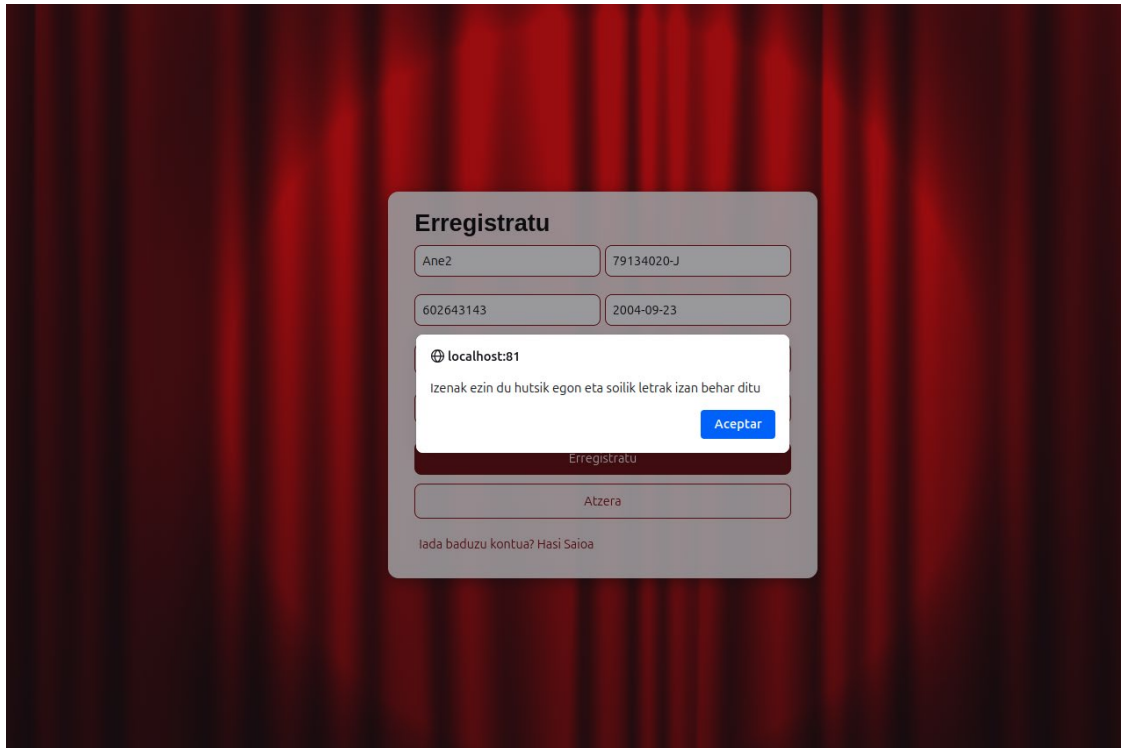 Erregistratu
Ane2 79134020-J
602643143 2004-09-23
localhost:81
Izenak ezin du hutsik egon eta soilik letrak izan behar ditu
Aceptar
Erregistratu
Atzera
Iada baduzu kontua? Hasi Saioa